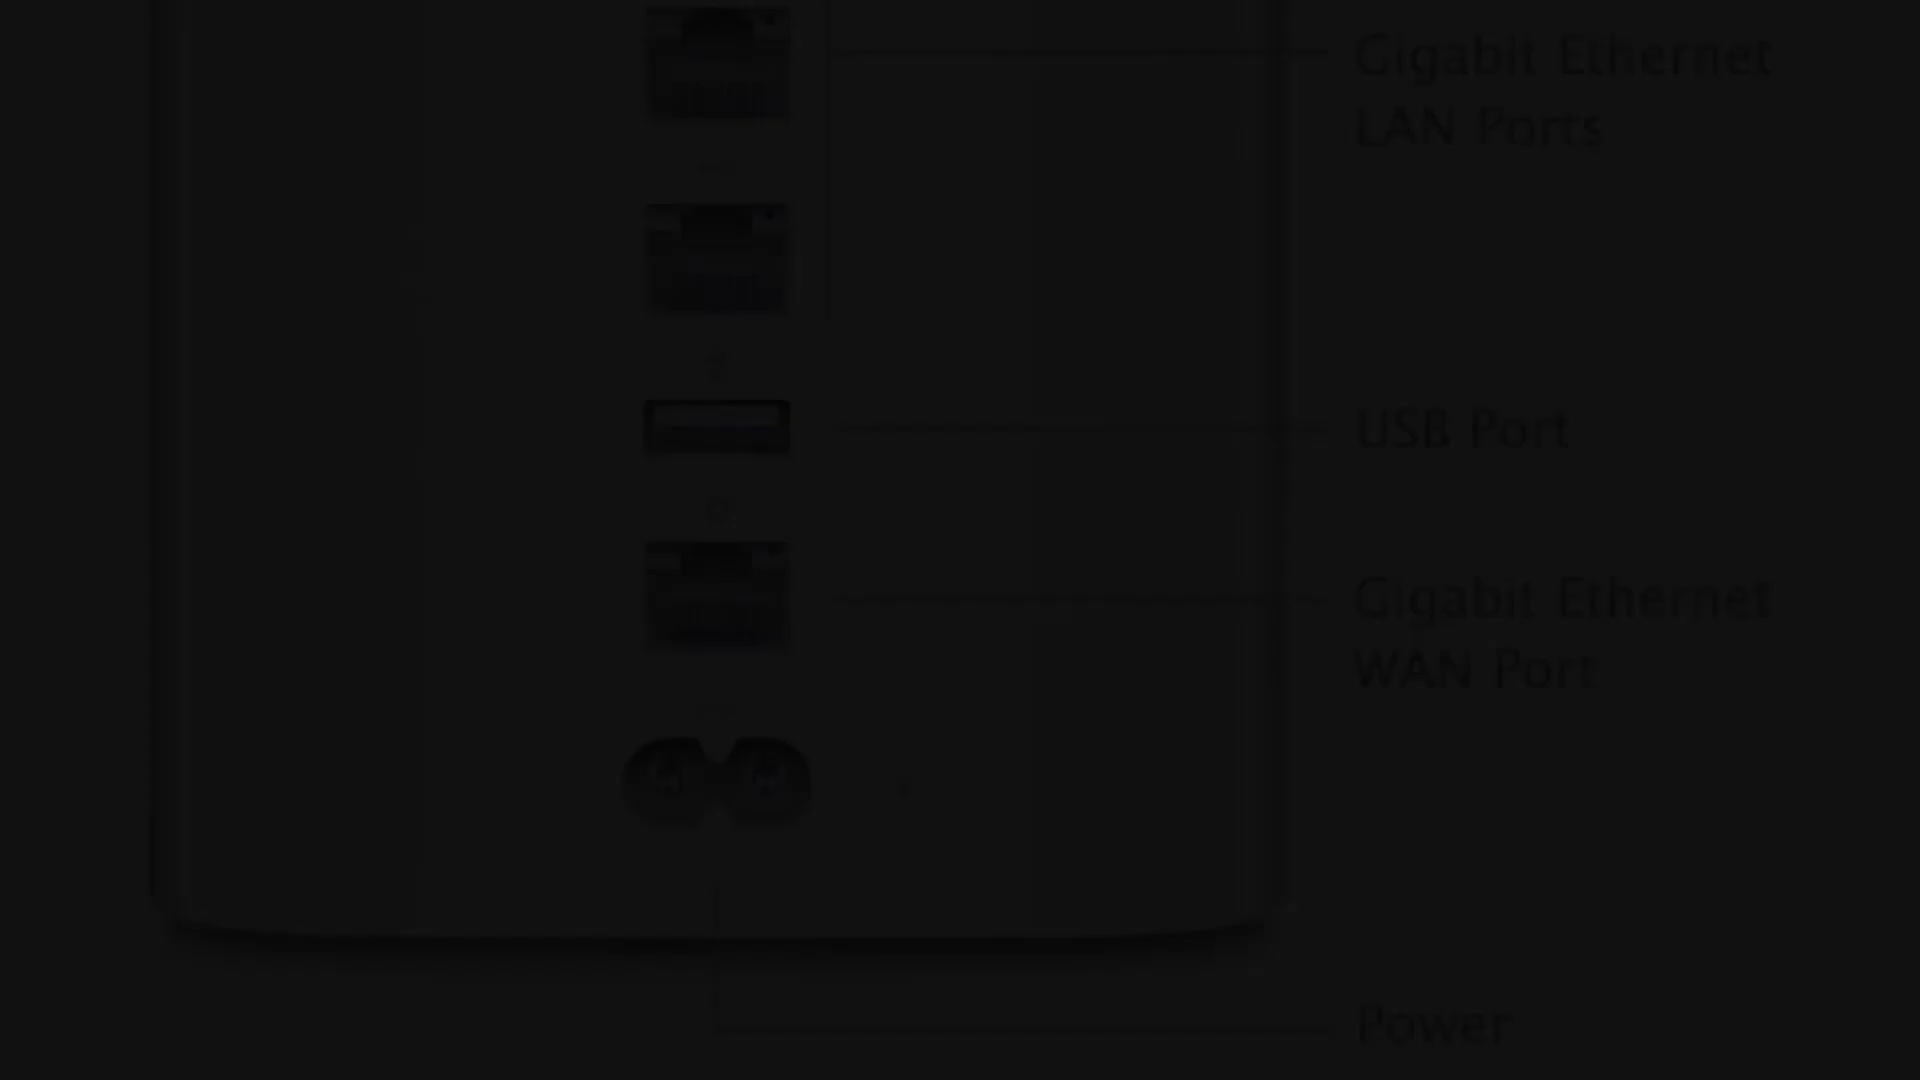 Gigabit Ethernet
LAN Ports
USB Port
Gigabit Ethernet
WAN Port
Power